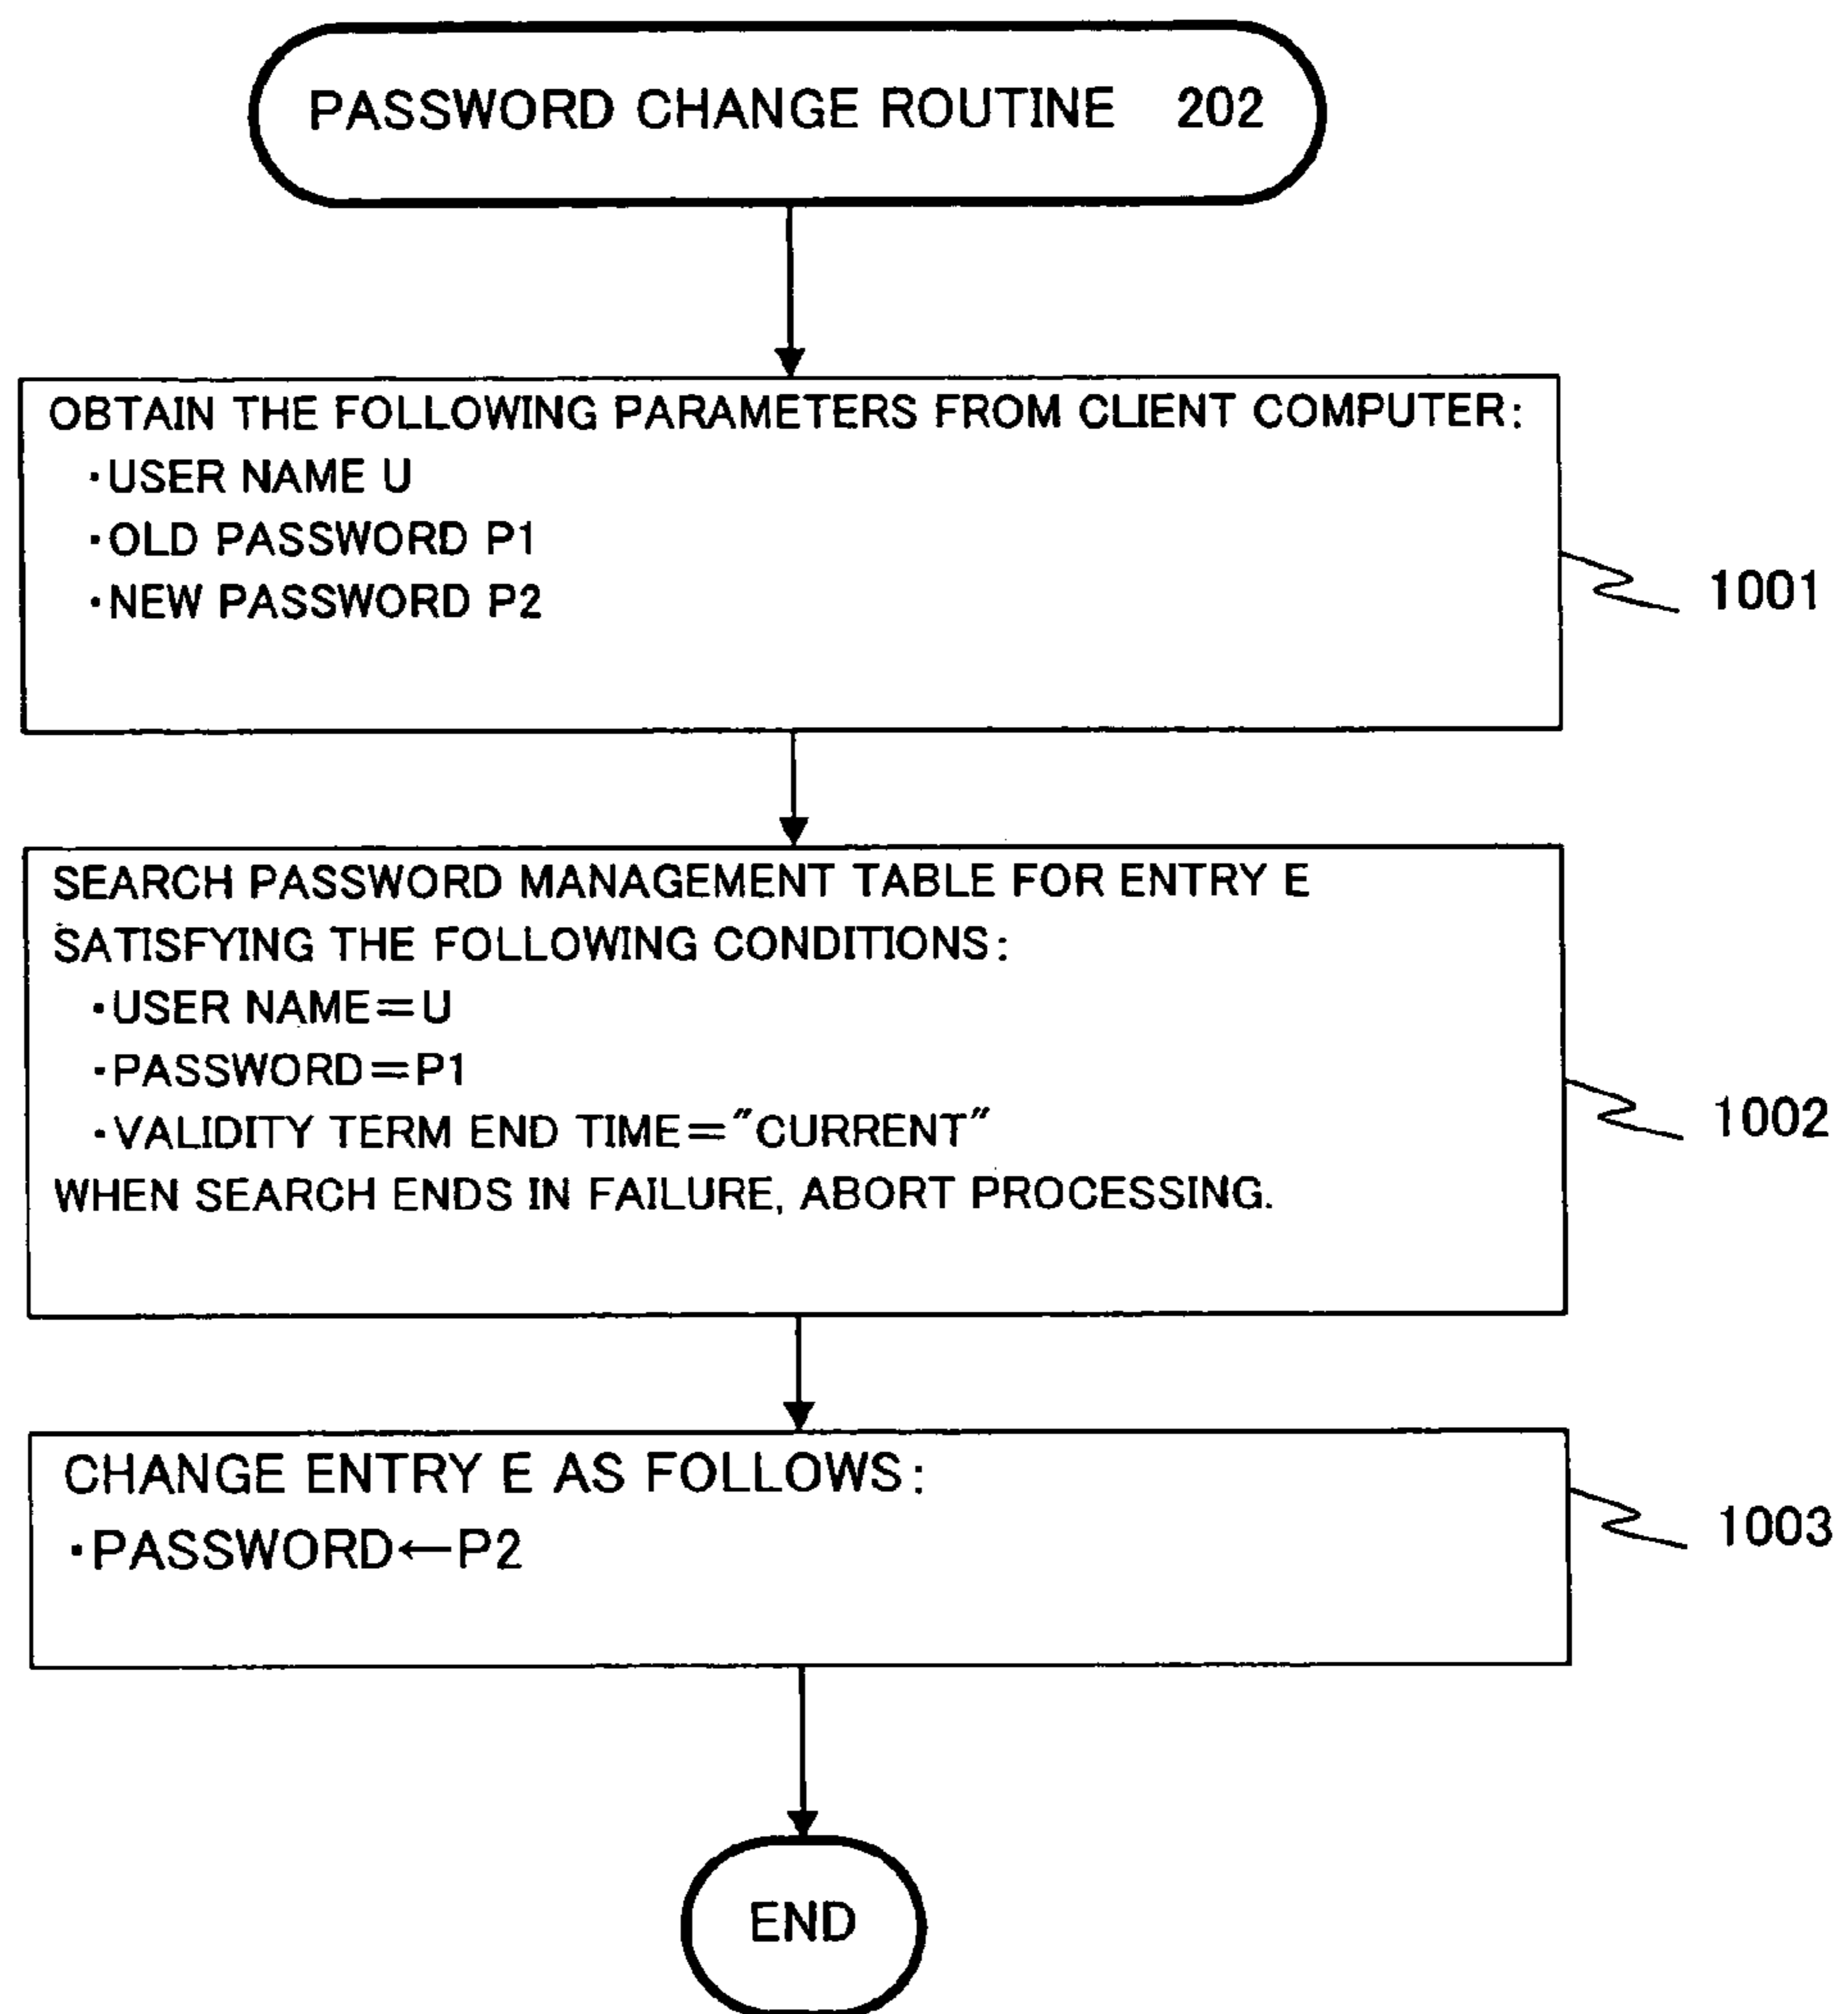 PASSWORD CHANGE ROUTINE 202
OBTAIN THE FOLLOWING PARAMETERS FROM CLIENT COMPUTER:
・USER NAME U
・OLD PASSWORD P1
・NEW PASSWORD P2
1001
SEARCH PASSWORD MANAGEMENT TABLE FOR ENTRY E
SATISFYING THE FOLLOWING CONDITIONS:
・USER NAME=U
・PASSWORD=P1
・VALIDITY TERM END TIME="CURRENT"
WHEN SEARCH ENDS IN FAILURE, ABORT PROCESSING.
1002
CHANGE ENTRY E AS FOLLOWS:
・PASSWORD←P2
1003
END